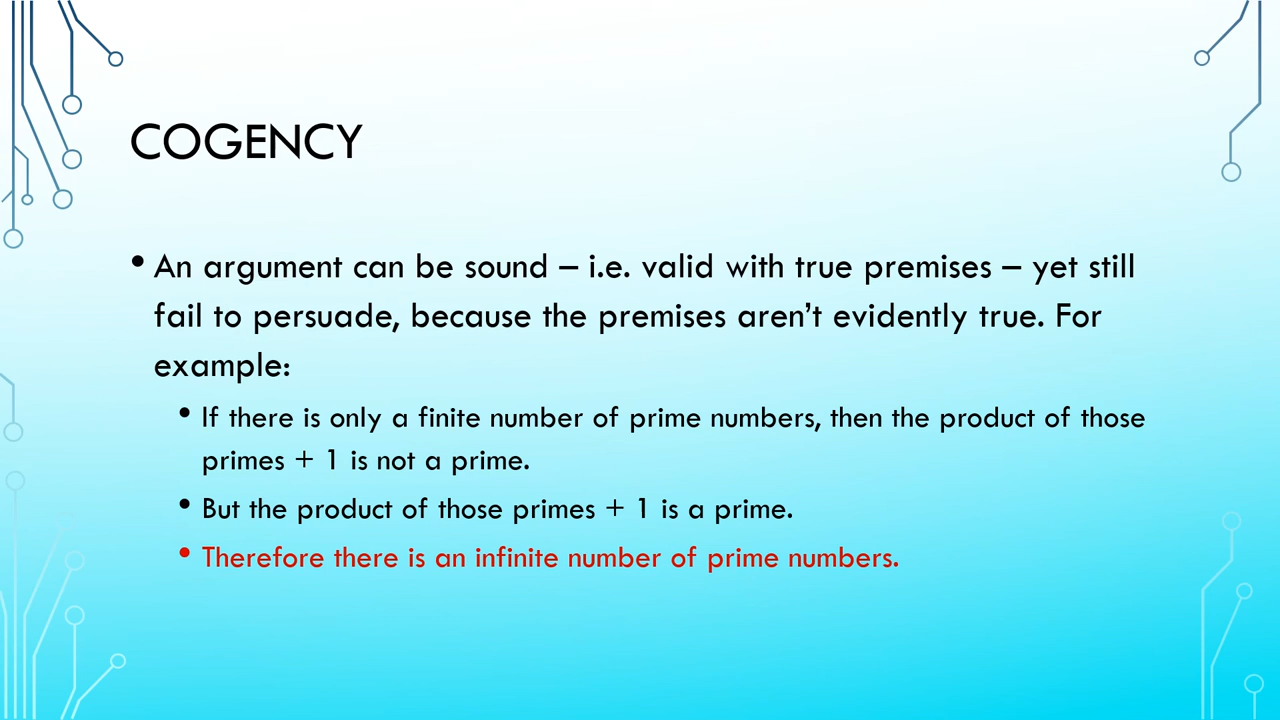 COGENCY
• An argument can be sound – i.e. valid with true premises – yet still
fail to persuade, because the premises aren’t evidently true. For
example:
• If there is only a finite number of prime numbers, then the product of those
primes + 1 is not a prime.
• But the product of those primes + 1 is a prime.
• Therefore there is an infinite number of prime numbers.